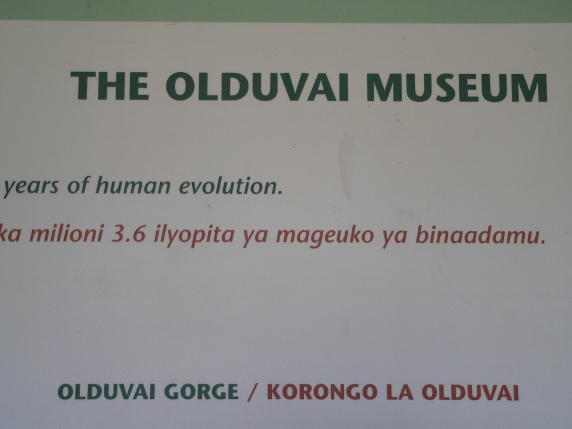 THE OLDUVAI MUSEUM
years of human evolution.
ka milioni 3.6 ilyopita ya mageuko ya binaadamu.
OLDUVAI GORGE / KORONGO LA OLDUVAI